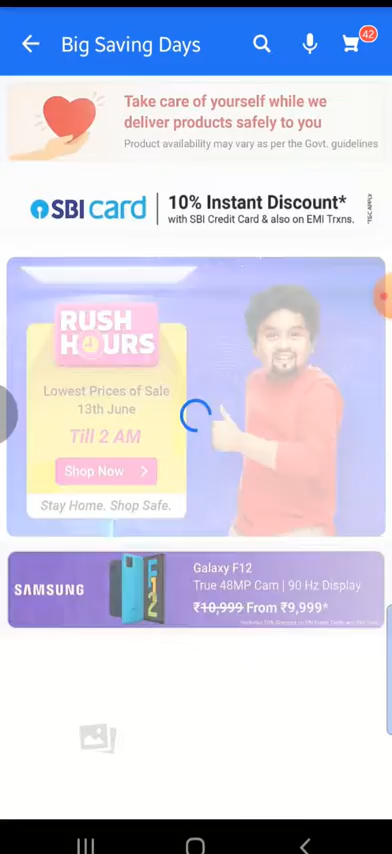 Big Saving Days
42
Take care of yourself while we
deliver products safely to you
Product availability may vary as per the Govt. guidelines
SBI card
10% Instant Discount*
with SBI Credit Card & also on EMI Trxns.
*T&C APPLY
RUSH
HOURS
Lowest Prices of Sale
13th June
Till 2 AM
Shop Now >
Stay Home. Shop Safe.
SAMSUNG
F12
Galaxy F12
True 48MP Cam | 90 Hz Display
₹10,999 From ₹9,999*